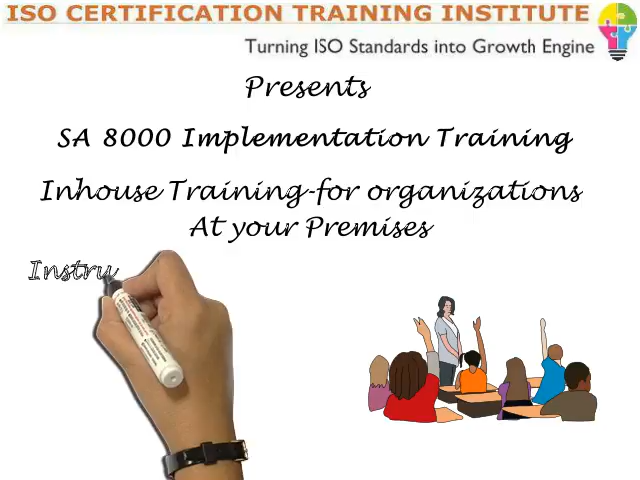 ISO CERTIFICATION TRAINING INSTITUTE
Turning ISO Standards into Growth Engine
Presents
SA 8000 Implementation Training
Inhouse Training-for organizations
At your Premises
Instru